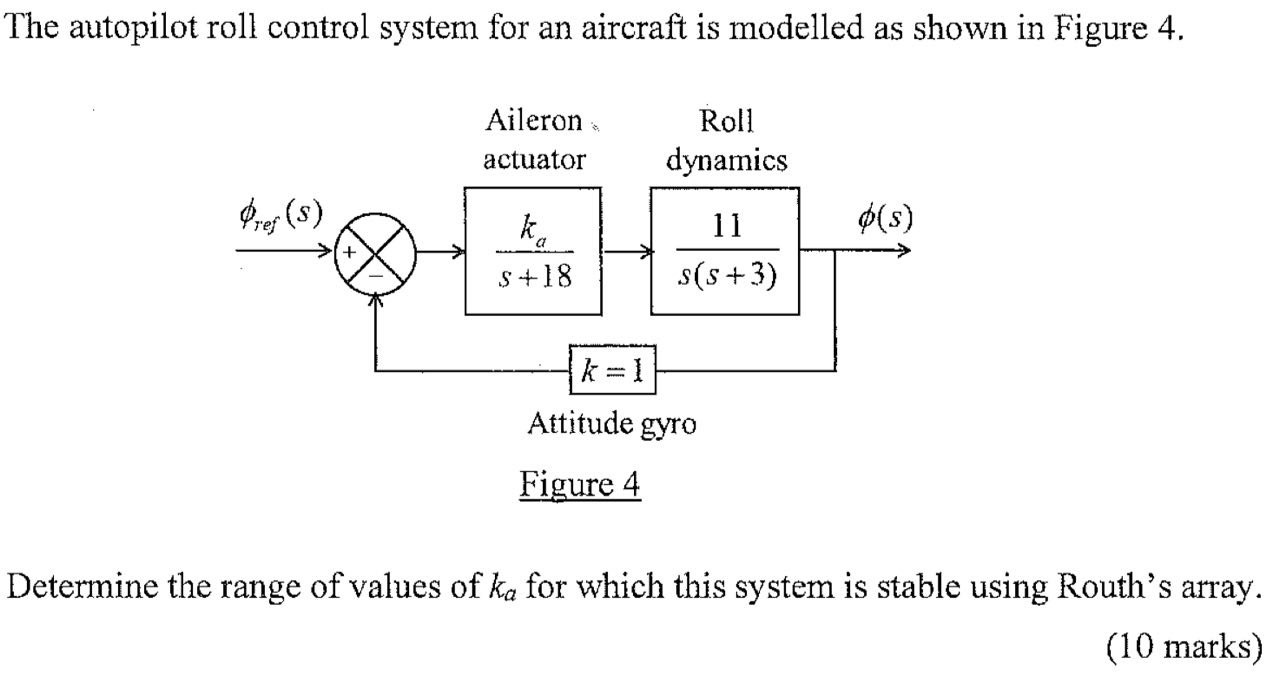 The autopilot roll control system for an aircraft is modelled as shown in Figure 4.
Aileron
actuator
Roll
dynamics
ϕref (s)
+
−
ka
s+18
11
s(s+3)
ϕ(s)
k = 1
Attitude gyro
Figure 4
Determine the range of values of ka for which this system is stable using Routh’s array.
(10 marks)